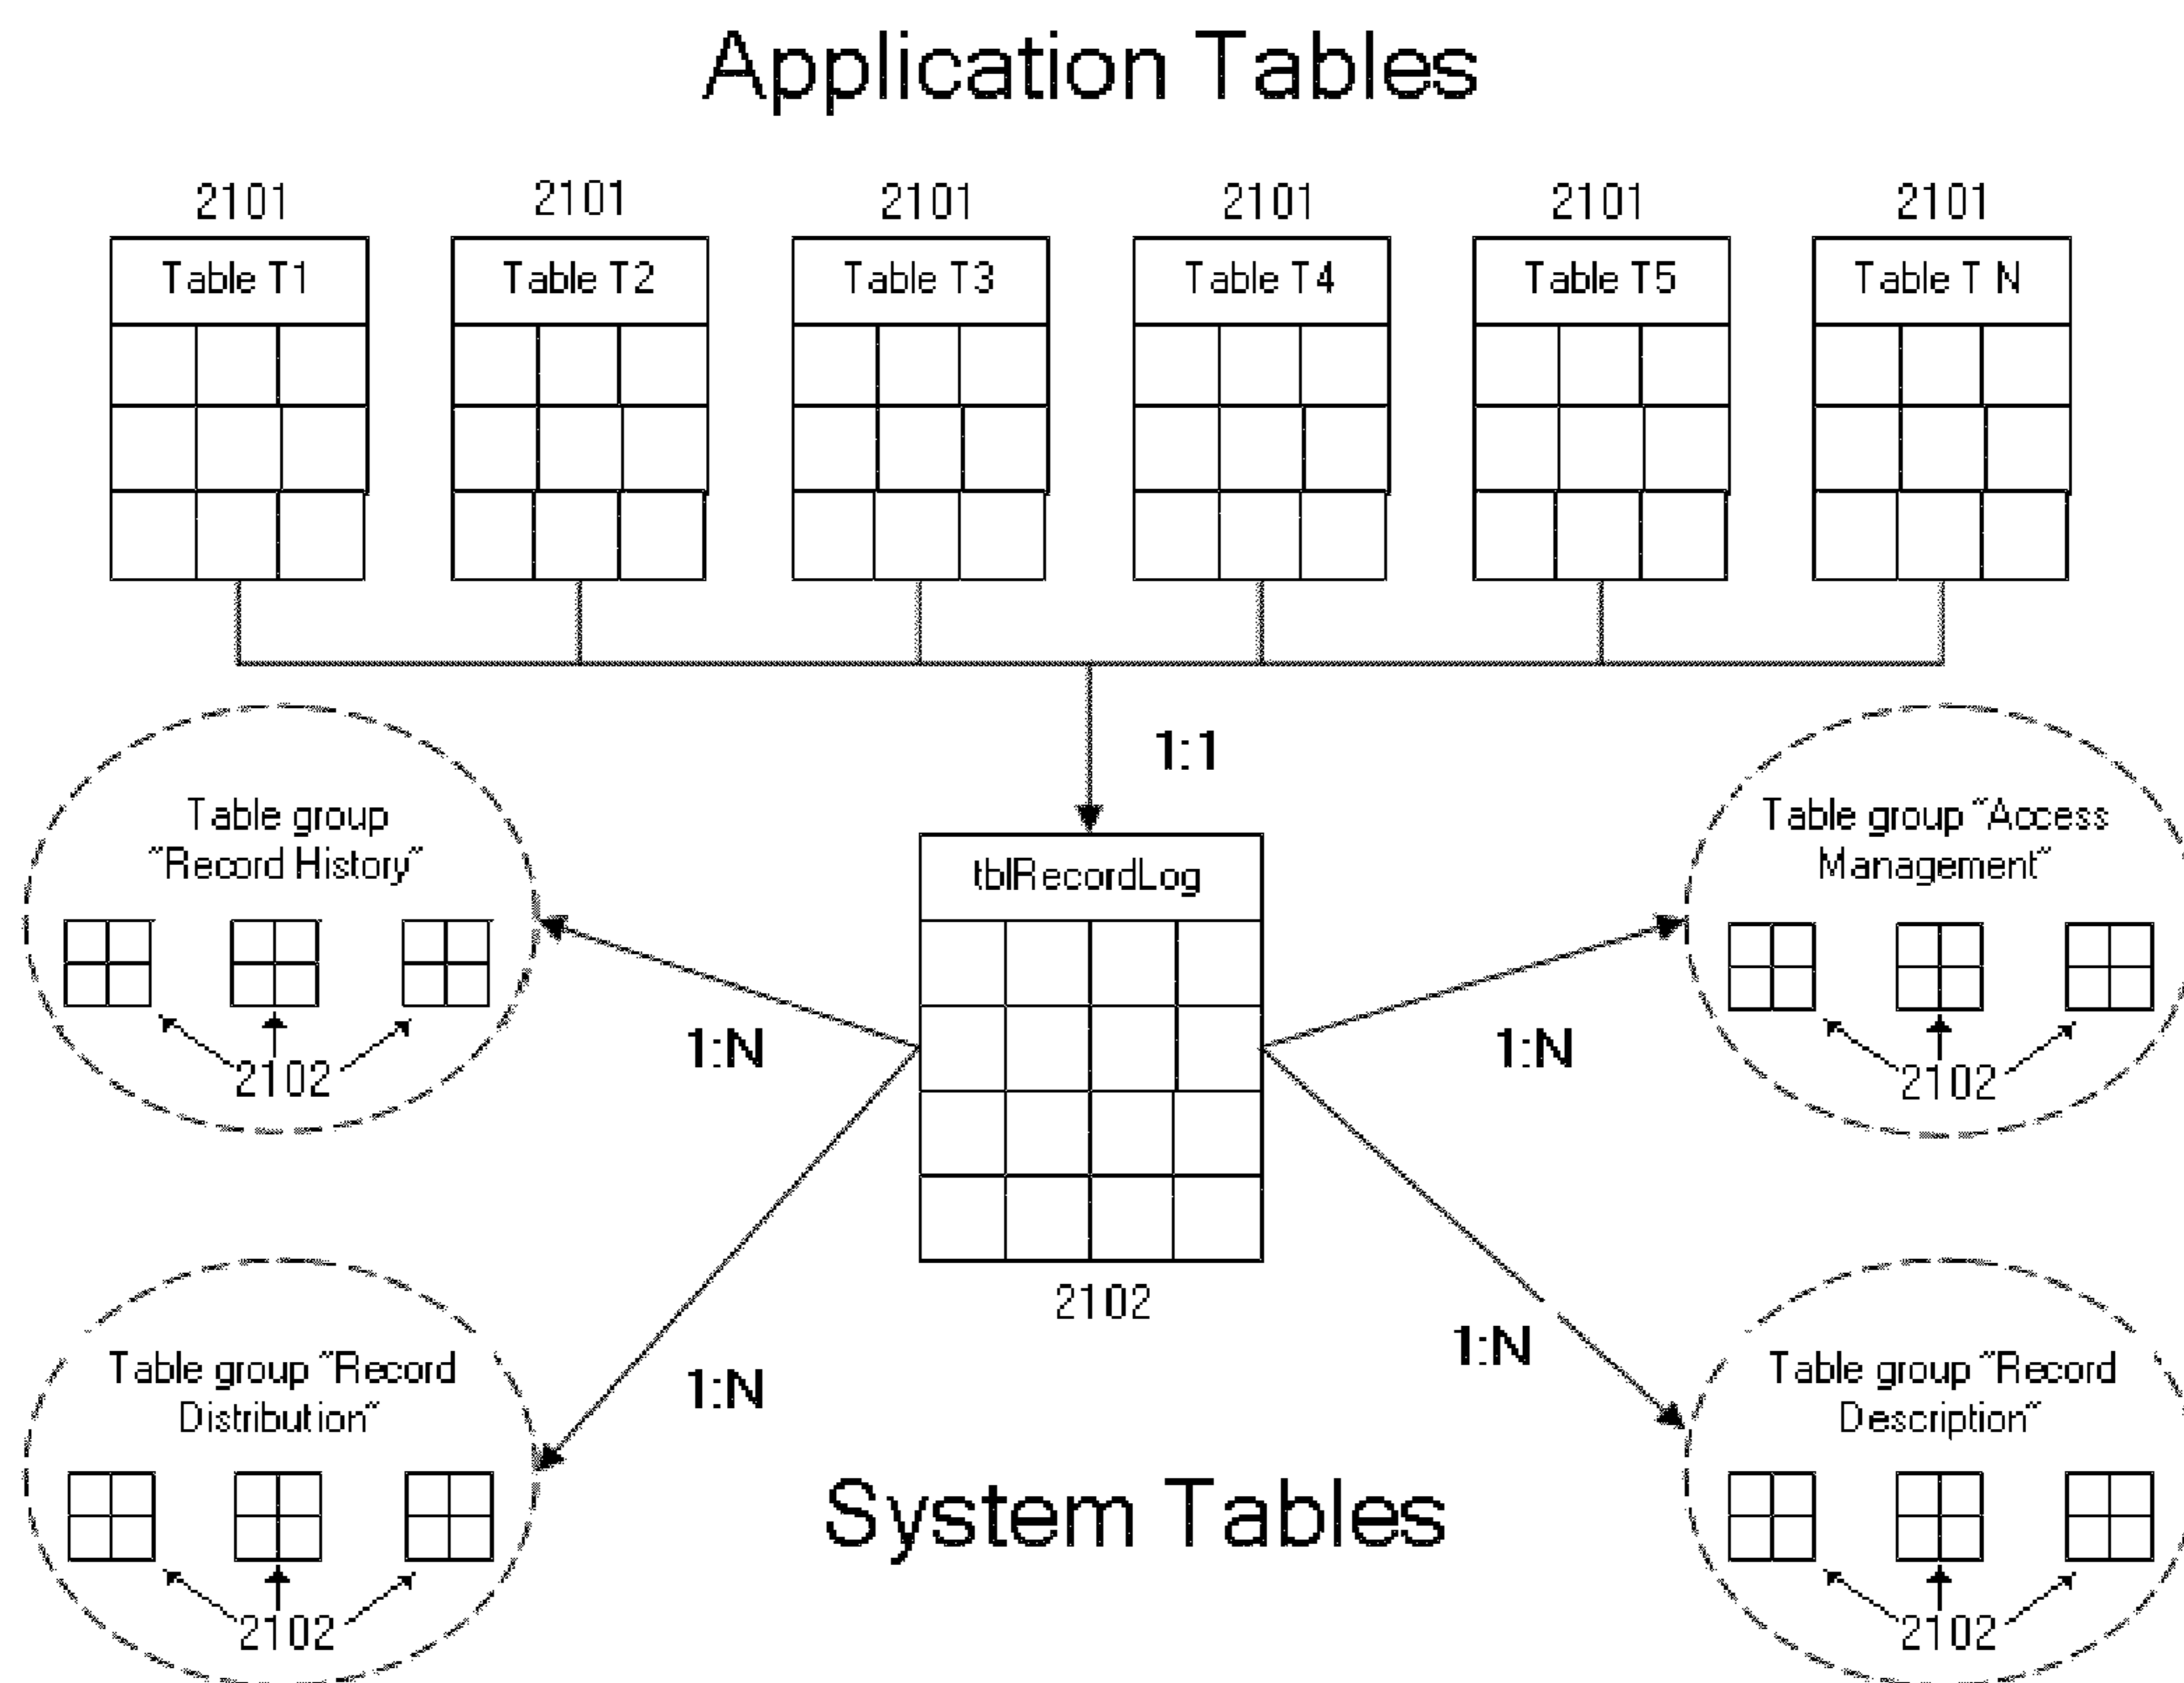 Application Tables
2101
2101
2101
2101
2101
2101
Table T1
Table T2
Table T3
Table T4
Table T5
Table T N
1:1
Table group
"Record History"
2102
Table group "Access
Management"
2102
tblRecordLog
1:N
1:N
2102
Table group "Record
Distribution"
2102
1:N
1:N
Table group "Record
Description"
2102
System Tables